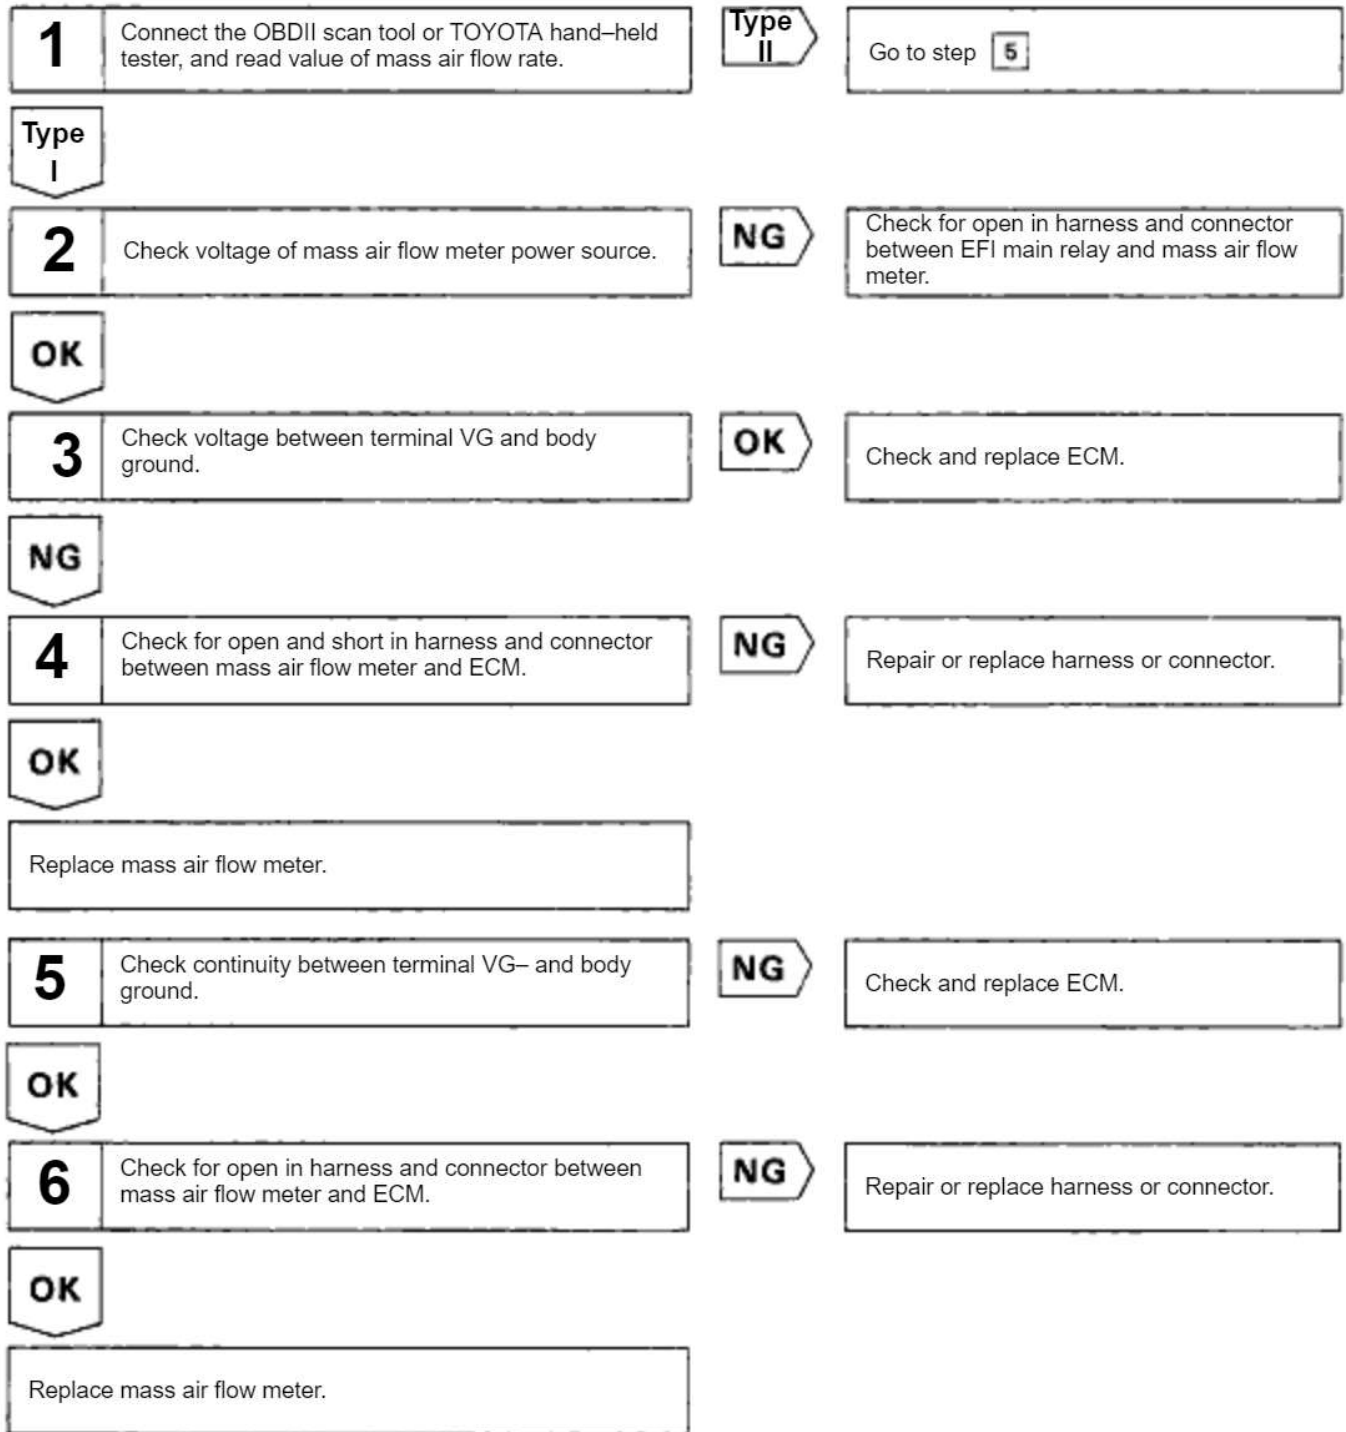 1
Connect the OBDII scan tool or TOYOTA hand–held
tester, and read value of mass air flow rate.
Type
II
Go to step 5
Type
I
2
Check voltage of mass air flow meter power source.
NG
Check for open in harness and connector
between EFI main relay and mass air flow
meter.
OK
3
Check voltage between terminal VG and body
ground.
OK
Check and replace ECM.
NG
4
Check for open and short in harness and connector
between mass air flow meter and ECM.
NG
Repair or replace harness or connector.
OK
Replace mass air flow meter.
5
Check continuity between terminal VG– and body
ground.
NG
Check and replace ECM.
OK
6
Check for open in harness and connector between
mass air flow meter and ECM.
NG
Repair or replace harness or connector.
OK
Replace mass air flow meter.